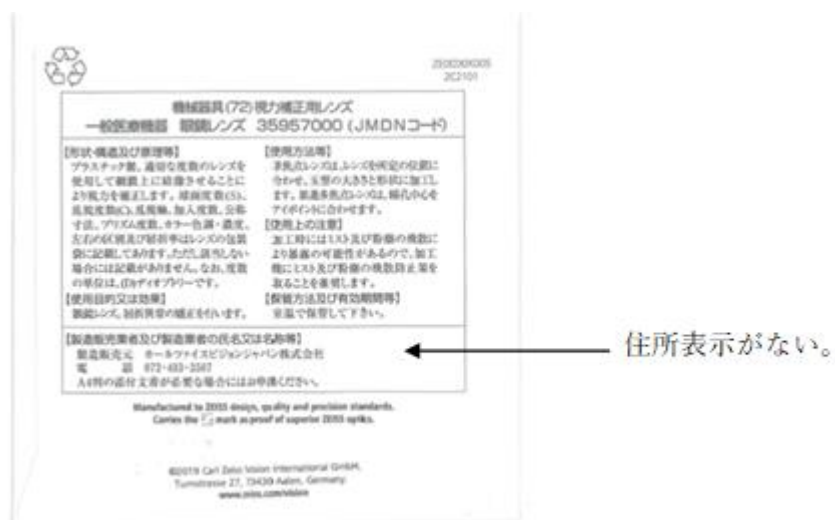 機械器具(72)視力補正用レンズ
一般医療機器 眼鏡レンズ 35957000 (JMDNコード)
【形状・構造及び原理等】
プラスチック製、適切な度数のレンズを
使用して網膜上に結像させることに
より視力を補正します。球面度数(S)、
乱視度数(C)、乱視軸、加入度数、公称
寸法、プリズム度数、カラー色調・濃度、
左右の区別及び屈折率はレンズの包装
袋に記載してあります。ただし該当しない
場合には記載がありません。なお、度数
の単位は、(D)ディオプトリーです。
【使用目的又は効果】
眼鏡レンズ。屈折異常の補正を行います。
【使用方法等】
単焦点レンズは、レンズを所定の位置に
合わせ、玉型の大きさと形状に加工し
ます。累進多焦点レンズは、瞳孔中心を
アイポイントに合わせます。
【使用上の注意】
加工時にはミスト及び粉塵の飛散に
より暴露の可能性があるので、加工
機にミスト及び粉塵の飛散防止策を
取ることを推奨します。
【保管方法及び有効期間等】
室温で保管して下さい。
【製造販売業者及び製造業者の氏名又は名称等】
製造販売元 カールツァイスビジョンジャパン株式会社
電 話
A4判の添付文書が必要な場合にはお申携ください。
住所表示がない。
Manufactured to ZEISS design, quality and precision standards.
Carries the mark as proof of superior ZEISS optics.
©2019 Carl Zeiss Vision International GmbH,
Turnstrasse 27, 73430 Aalen, Germany.
www.zeiss.com/vision